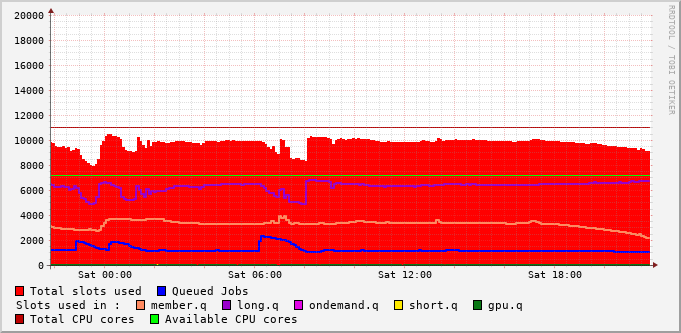 20000
18000
16000
14000
12000
10000
8000
6000
4000
2000
0
Sat 00:00 Sat 06:00 Sat 12:00 Sat 18:00
RRDTOOL / TOBI OETIKER
Total slots used Queued Jobs
Slots used in : member.q long.q ondemand.q short.q gpu.q
Total CPU cores Available CPU cores